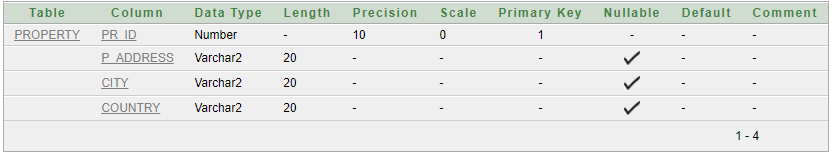 Table Column Data Type Length Precision Scale Primary Key Nullable Default Comment
PROPERTY PR_ID Number - 10 0 1 - - -
P_ADDRESS Varchar2 20 - - - ✓ - -
CITY Varchar2 20 - - - ✓ - -
COUNTRY Varchar2 20 - - - ✓ - -
1 - 4